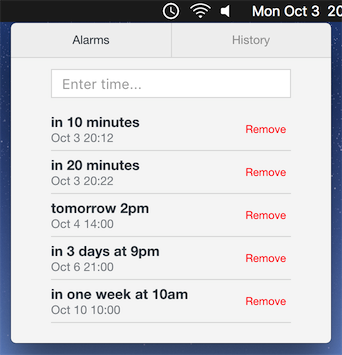 Mon Oct 3 20
Alarms
History
Enter time...
in 10 minutes
Oct 3 20:12
Remove
in 20 minutes
Oct 3 20:22
Remove
tomorrow 2pm
Oct 4 14:00
Remove
in 3 days at 9pm
Oct 6 21:00
Remove
in one week at 10am
Oct 10 10:00
Remove